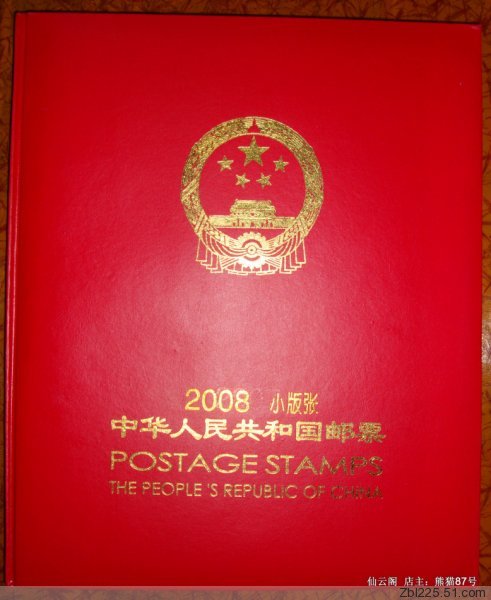 2008 小版张
中华人民共和国邮票
POSTAGE STAMPS
THE PEOPLE'S REPUBLIC OF CHINA
仙云阁 店主：熊猫87号
Zbl225.51.com